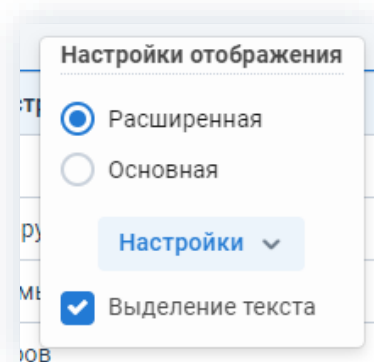 Настройки отображения
Расширенная
Основная
Настройки
Выделение текста